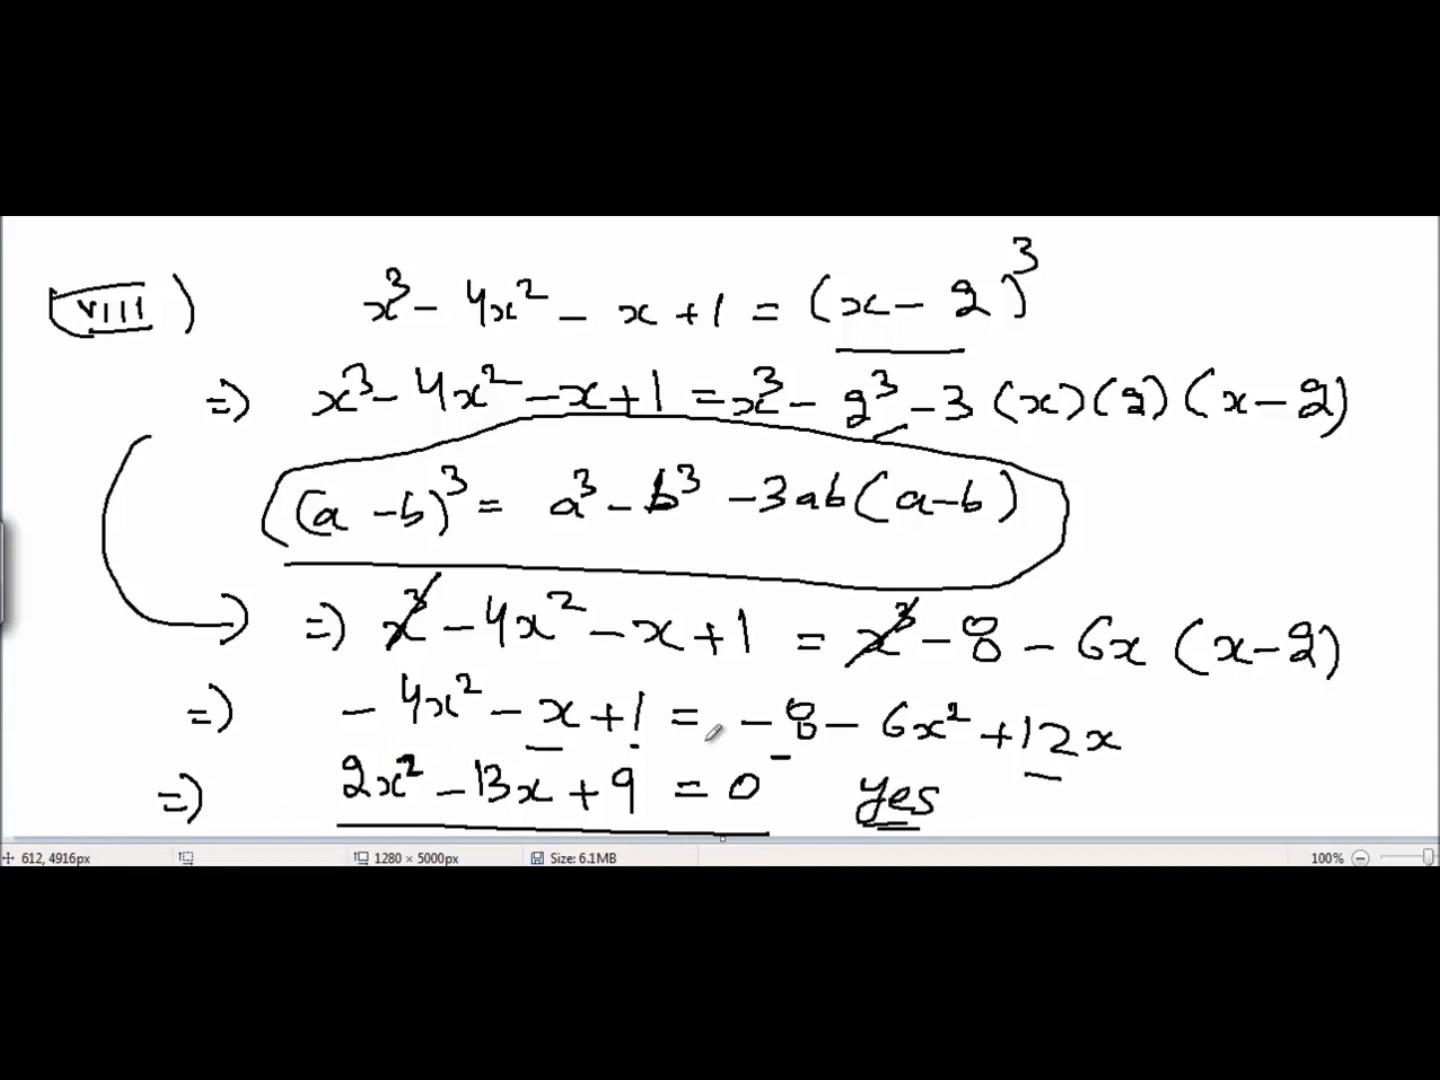 viii) x³ - 4x² - x + 1 = (x - 2)³
=) x³ - 4x² - x + 1 = x³ - 2³ - 3(x)(2)(x - 2)
(a - b)³ = a³ - b³ - 3ab(a - b)
=) =) x³ - 4x² - x + 1 = x³ - 8 - 6x(x - 2)
=) - 4x² - x + 1 = - 8 - 6x² + 12x
=) 2x² - 13x + 9 = 0 yes
612, 4916px 1280 × 5000px Size: 6.1MB 100%